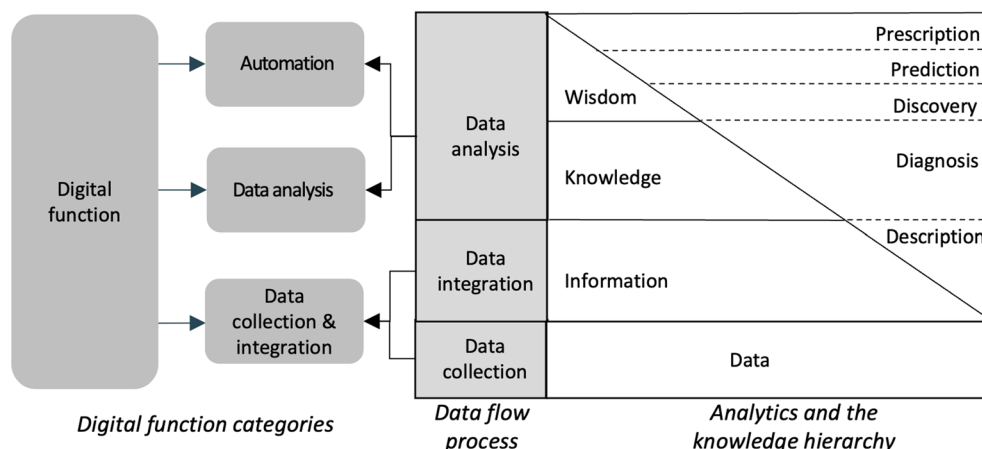 Digital
function
Automation
Data analysis
Data
collection &
integration
Data
analysis
Data
integration
Data
collection
Wisdom
Knowledge
Information
Data
Prescription
Prediction
Discovery
Diagnosis
Description
Digital function categories
Data flow
process
Analytics and the
knowledge hierarchy